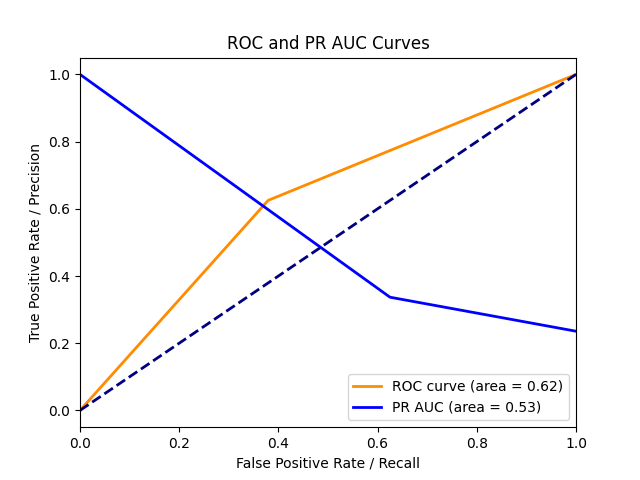 ROC and PR AUC Curves
True Positive Rate / Precision
1.0
0.8
0.6
0.4
0.2
0.0
0.0 0.2 0.4 0.6 0.8 1.0
False Positive Rate / Recall
ROC curve (area = 0.62)
PR AUC (area = 0.53)